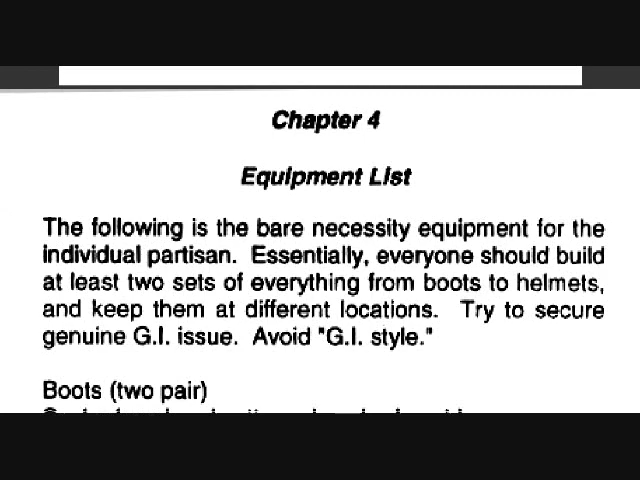 Chapter 4
Equipment List
The following is the bare necessity equipment for the
individual partisan. Essentially, everyone should build
at least two sets of everything from boots to helmets,
and keep them at different locations. Try to secure
genuine G.I. issue. Avoid "G.I. style."
Boots (two pair)